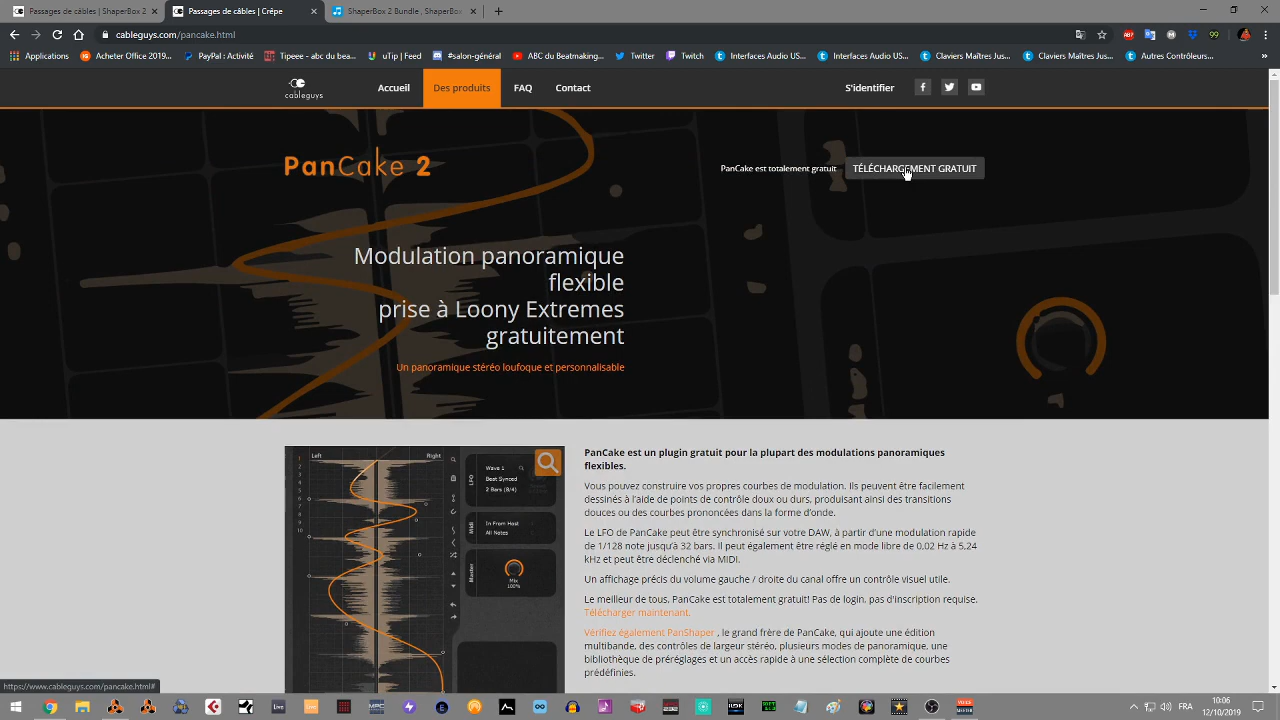 Passages de câbles | ShaperBox 2
Passages de câbles | Crêpe
ShaperBox 2 Bundle, ShaperBox
cableguys.com/pancake.html
Applications
Acheter Office 2019...
PayPal : Activité
Tipeee - abc du bea...
uTip | Feed
#salon-général
ABC du Beatmaking...
Twitter
Twitch
Interfaces Audio US...
Interfaces Audio US...
Claviers Maîtres Jus...
Claviers Maîtres Jus...
Autres Contrôleurs...
»
cableguys
Accueil
Des produits
FAQ
Contact
S'identifier
PanCake 2
PanCake est totalement gratuit
TÉLÉCHARGEMENT GRATUIT
Modulation panoramique
flexible
prise à Loony Extremes
gratuitement
Un panoramique stéréo loufoque et personnalisable
Left
Right
1
2
3
4
5
6
7
8
9
10
LFO
Wave 1
Beat Synced
2 Bars (8/4)
Midi
In From Host
All Notes
Master
Mix
100%
PanCake est un plugin gratuit pour la plupart des modulations panoramiques
flexibles.
Vous pouvez construire vos propres courbes de modulation. Ils peuvent être facilement
dessinés à l'aide de points de contrôle doux ou durs, produisant ainsi des transitions
douces ou des courbes prononcées dans la forme d'onde.
Le LFO de PanCake peut être synchronisé sur votre DAW, à partir d'une modulation rapide
de 1/128 note jusqu'à 32 bars. Il peut également être réglé en mode libre de 0,02 Hz à 5,24
kHz et peut être déclenché via MIDI.
Un affichage précis du volume gauche / droite du canal offre un contrôle visuel utile.
Le meilleur de tous, PanCake est totalement gratuit! Pas de login, pas d'inscription requise.
Télécharger maintenant.
Vérifiez également PanShaper , le grand frère de PanCake, qui ajoute une édition
multibande, des contrôles de largeur stéréo, plusieurs modes de panoramique, une
bibliothèque de préréglages et un accès rapide à une sélection complète de courbes
prédéfinies.
https://www.cableguys.com/pancake.html#
FRA
10:06
12/10/2019